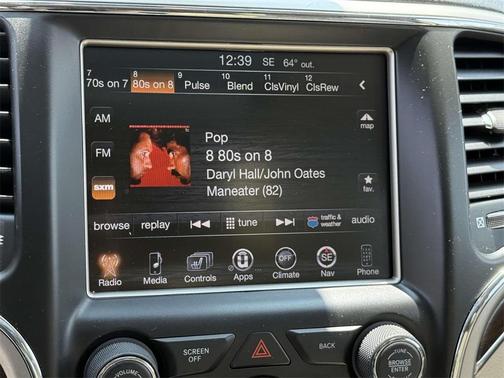 12:39 SE 64° out.
7 8 9 10 11 12
70s on 7 80s on 8 Pulse Blend ClsVinyl ClsRew
AM
map
Pop
8 80s on 8
FM
Daryl Hall/John Oates
sxm
Maneater (82)
fav.
browse replay tune traffic & weather audio
OFF SE
Radio Media Controls Apps Climate Nav Phone
VOLUME
SCREEN OFF
TUNE
BROWSE
ENTER